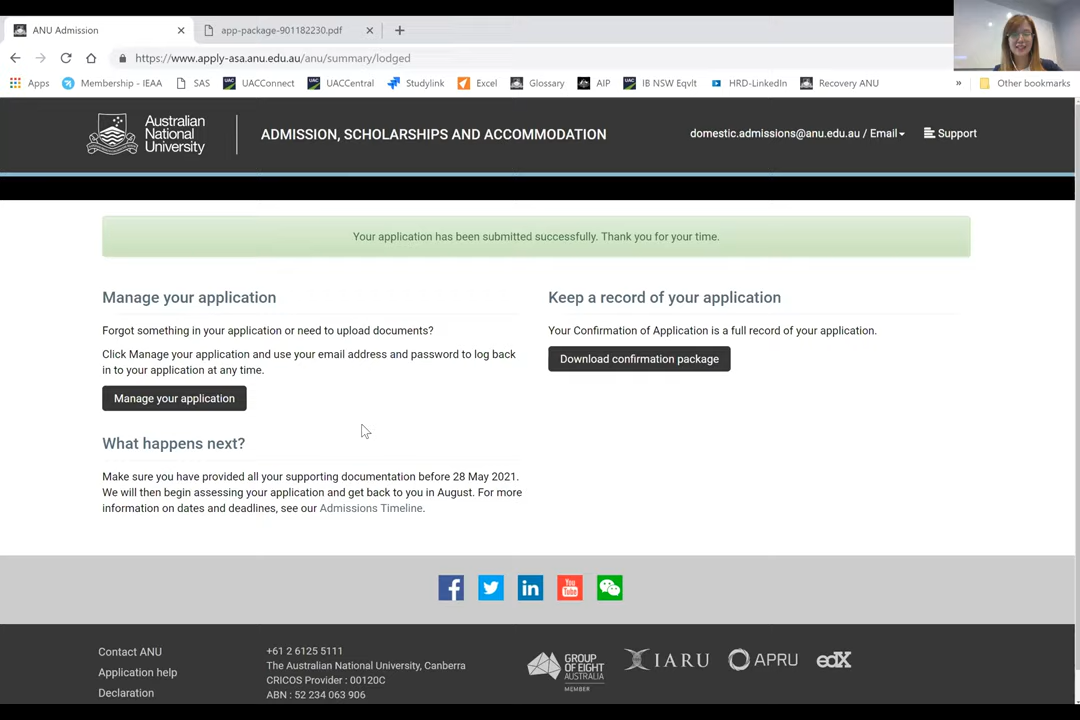 ANU Admission
app-package-901182230.pdf
https://www.apply-asa.anu.edu.au/anu/summary/lodged
Apps
Membership - IEAA
SAS
UACConnect
UACCentral
Studylink
Excel
Glossary
AIP
IB NSW Eqvlt
HRD-LinkedIn
Recovery ANU
»
Other bookmarks
Australian
National
University
ADMISSION, SCHOLARSHIPS AND ACCOMMODATION
domestic.admissions@anu.edu.au / Email
Support
Your application has been submitted successfully. Thank you for your time.
Manage your application
Forgot something in your application or need to upload documents?
Click Manage your application and use your email address and password to log back
in to your application at any time.
Manage your application
What happens next?
Make sure you have provided all your supporting documentation before 28 May 2021.
We will then begin assessing your application and get back to you in August. For more
information on dates and deadlines, see our Admissions Timeline.
Keep a record of your application
Your Confirmation of Application is a full record of your application.
Download confirmation package
in
You
Tube
Contact ANU
Application help
Declaration
+61 2 6125 5111
The Australian National University, Canberra
CRICOS Provider : 00120C
ABN : 52 234 063 906
GROUP
OF EIGHT
AUSTRALIA
MEMBER
IARU
APRU
edX